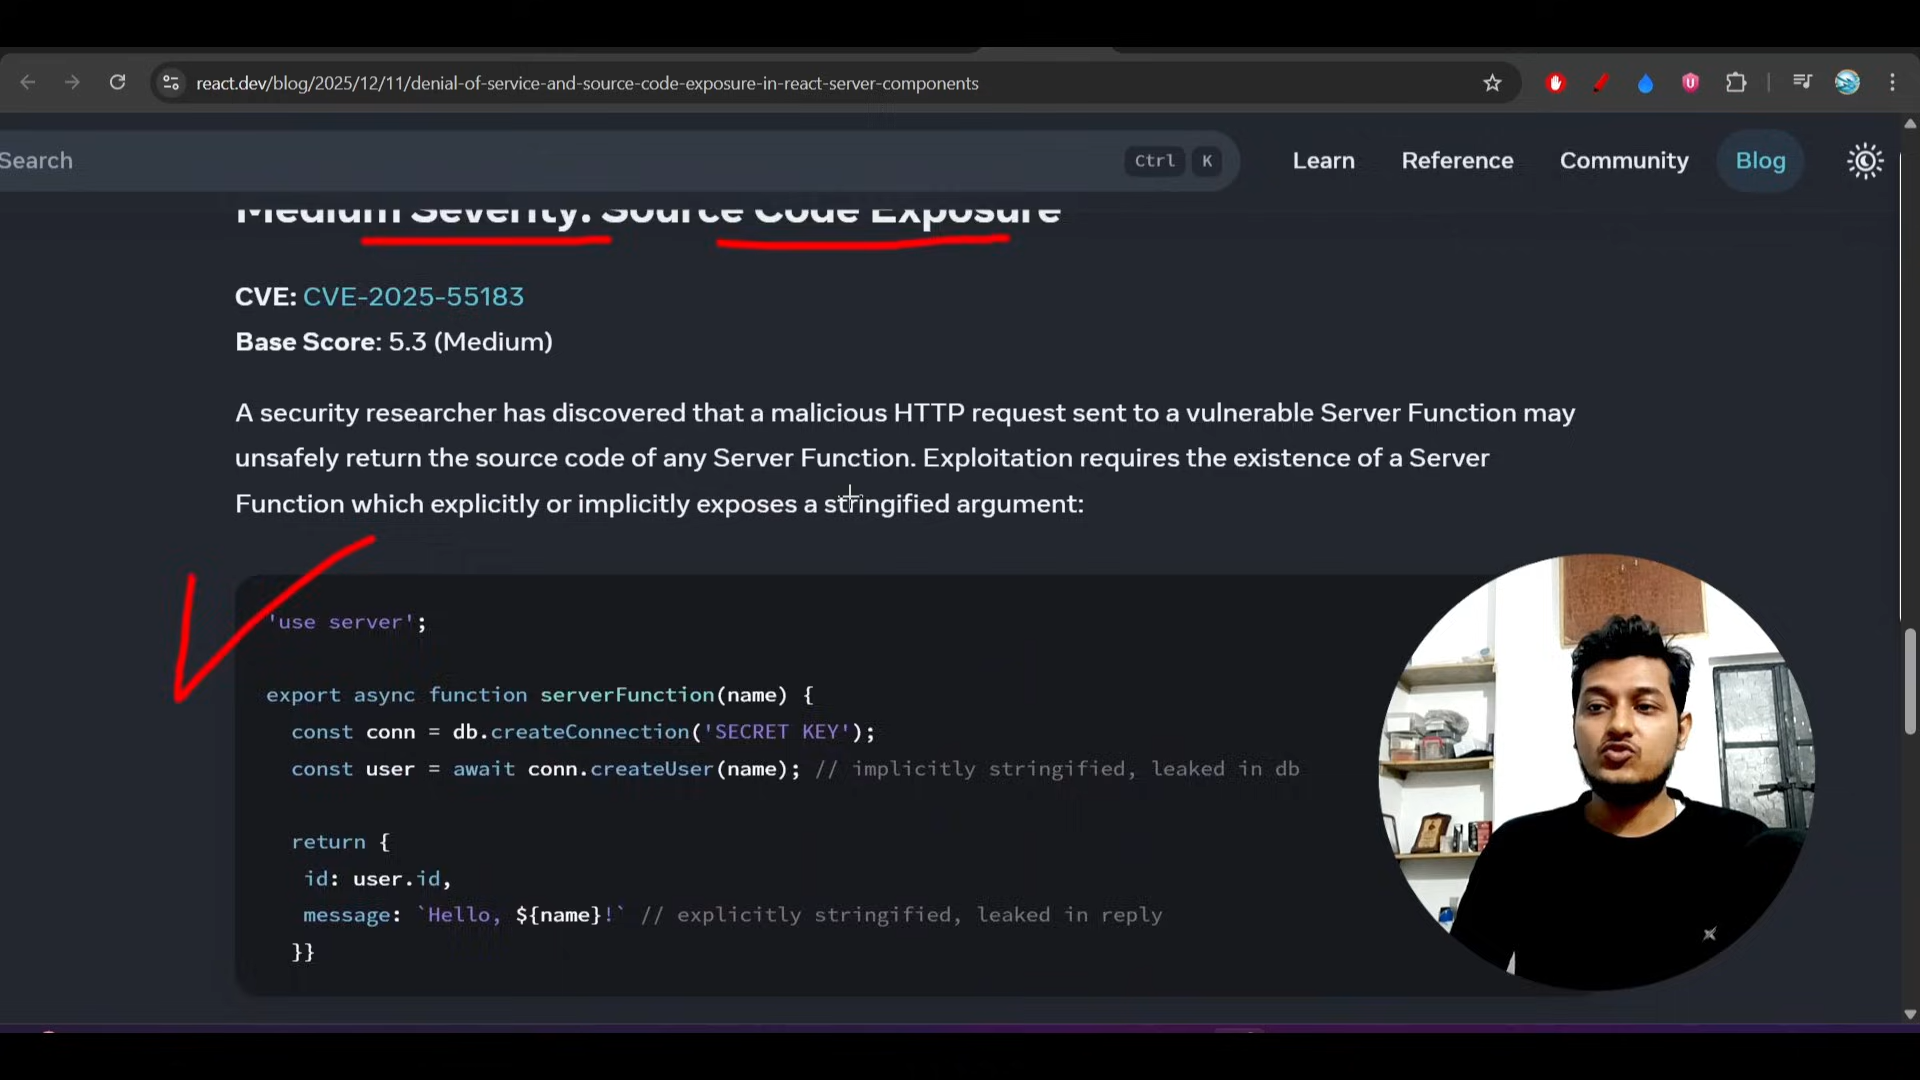 react.dev/blog/2025/12/11/denial-of-service-and-source-code-exposure-in-react-server-components
Search
Ctrl K
Learn
Reference
Community
Blog
Medium Severity: Source Code Exposure
CVE: CVE-2025-55183
Base Score: 5.3 (Medium)
A security researcher has discovered that a malicious HTTP request sent to a vulnerable Server Function may
unsafely return the source code of any Server Function. Exploitation requires the existence of a Server
Function which explicitly or implicitly exposes a stringified argument:
'use server';
export async function serverFunction(name) {
const conn = db.createConnection('SECRET KEY');
const user = await conn.createUser(name); // implicitly stringified, leaked in db
return {
id: user.id,
message: `Hello, ${name}!` // explicitly stringified, leaked in reply
}}